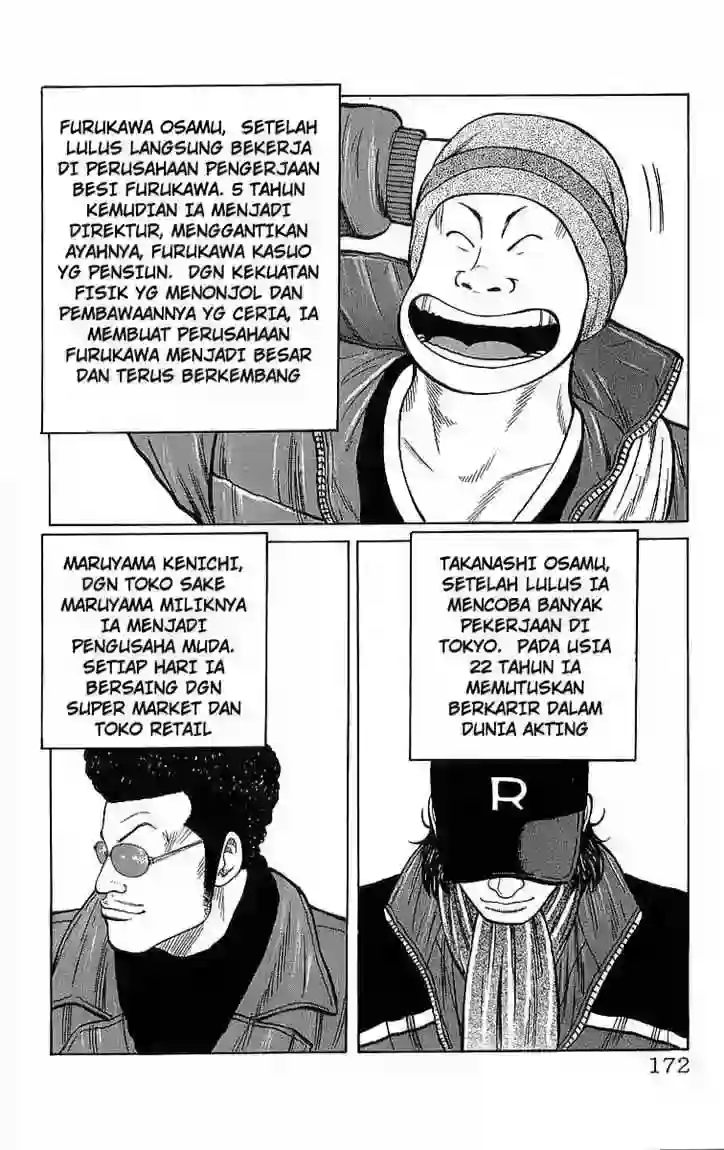 FURUKAWA OSAMU, SETELAH
LULUS LANGSUNG BEKERJA
DI PERUSAHAAN PENGERJAAN
BESI FURUKAWA. 5 TAHUN
KEMUDIAN IA MENJADI
DIREKTUR, MENGGANTIKAN
AYAHNYA, FURUKAWA KASUO
YG PENSIUN. DGN KEKUATAN
FISIK YG MENONJOL DAN
PEMBAWAANNYA YG CERIA, IA
MEMBUAT PERUSAHAAN
FURUKAWA MENJADI BESAR
DAN TERUS BERKEMBANG
MARUYAMA KENICHI,
DGN TOKO SAKE
MARUYAMA MILIKNYA
IA MENJADI
PENGUSAHA MUDA.
SETIAP HARI IA
BERSAING DGN
SUPER MARKET DAN
TOKO RETAIL
TAKANASHI OSAMU,
SETELAH LULUS IA
MENCOBA BANYAK
PEKERJAAN DI
TOKYO. PADA USIA
22 TAHUN IA
MEMUTUSKAN
BERKARIR DALAM
DUNIA AKTING
R
172